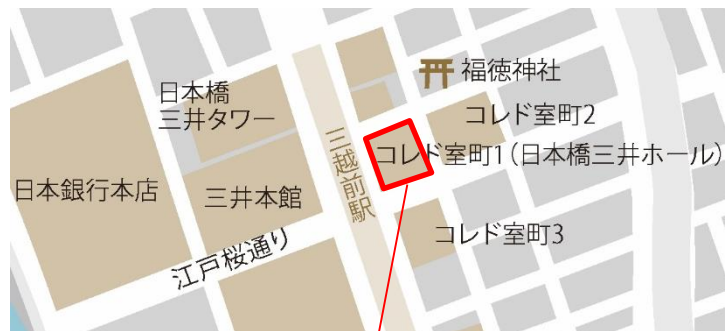 福徳神社
日本橋
三井タワー
コレド室町2
コレド室町1(日本橋三井ホール)
三越前駅
日本銀行本店
三井本館
コレド室町3
江戸桜通り